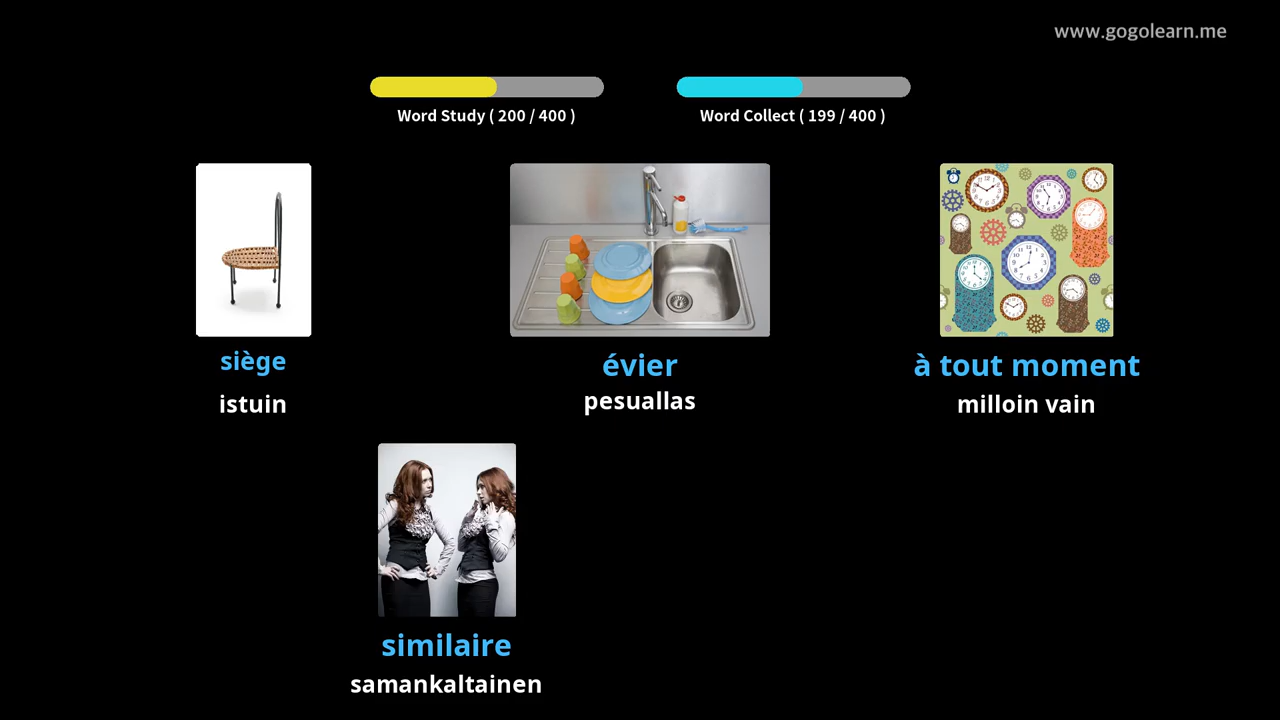 www.gogolearn.me
Word Study ( 200 / 400 )
Word Collect ( 199 / 400 )
siège
istuin
évier
pesuallas
à tout moment
milloin vain
similaire
samankaltainen